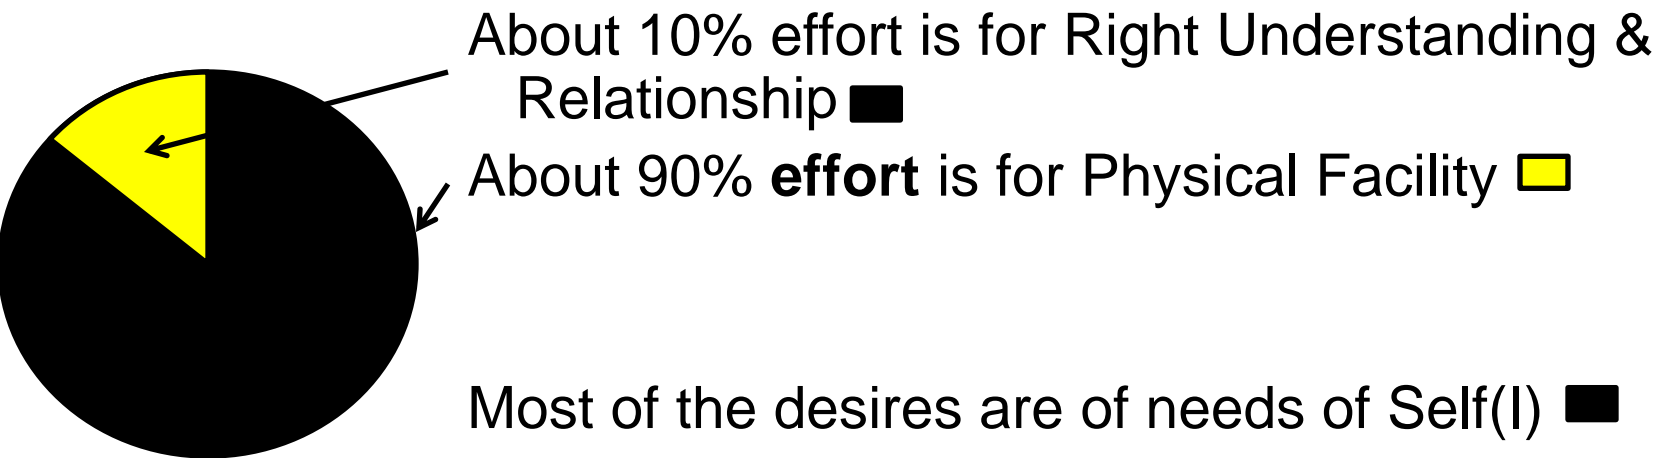 About 10% effort is for Right Understanding &
Relationship
About 90% effort is for Physical Facility
Most of the desires are of needs of Self(I)